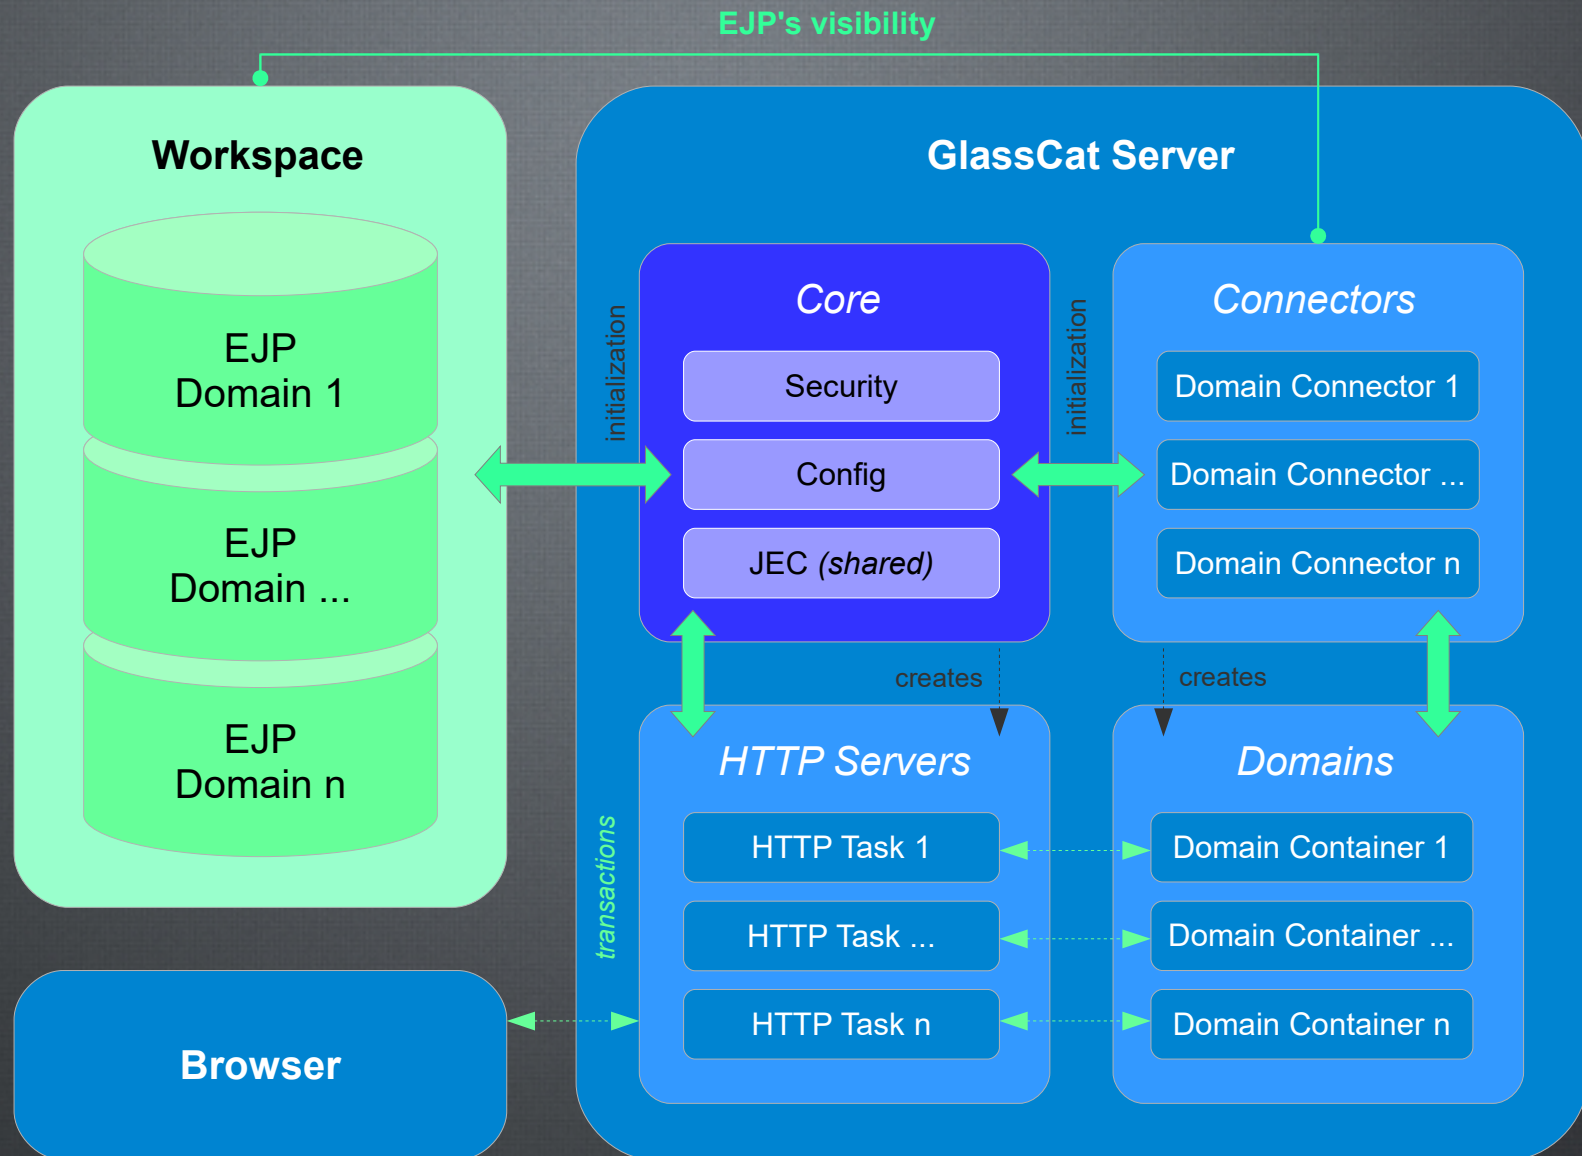 EJP's visibility
Workspace
EJP
Domain 1
EJP
Domain ...
EJP
Domain n
Browser
GlassCat Server
initialization
Core
Security
Config
JEC (shared)
initialization
Connectors
Domain Connector 1
Domain Connector ...
Domain Connector n
creates
creates
transactions
HTTP Servers
HTTP Task 1
HTTP Task ...
HTTP Task n
Domains
Domain Container 1
Domain Container ...
Domain Container n